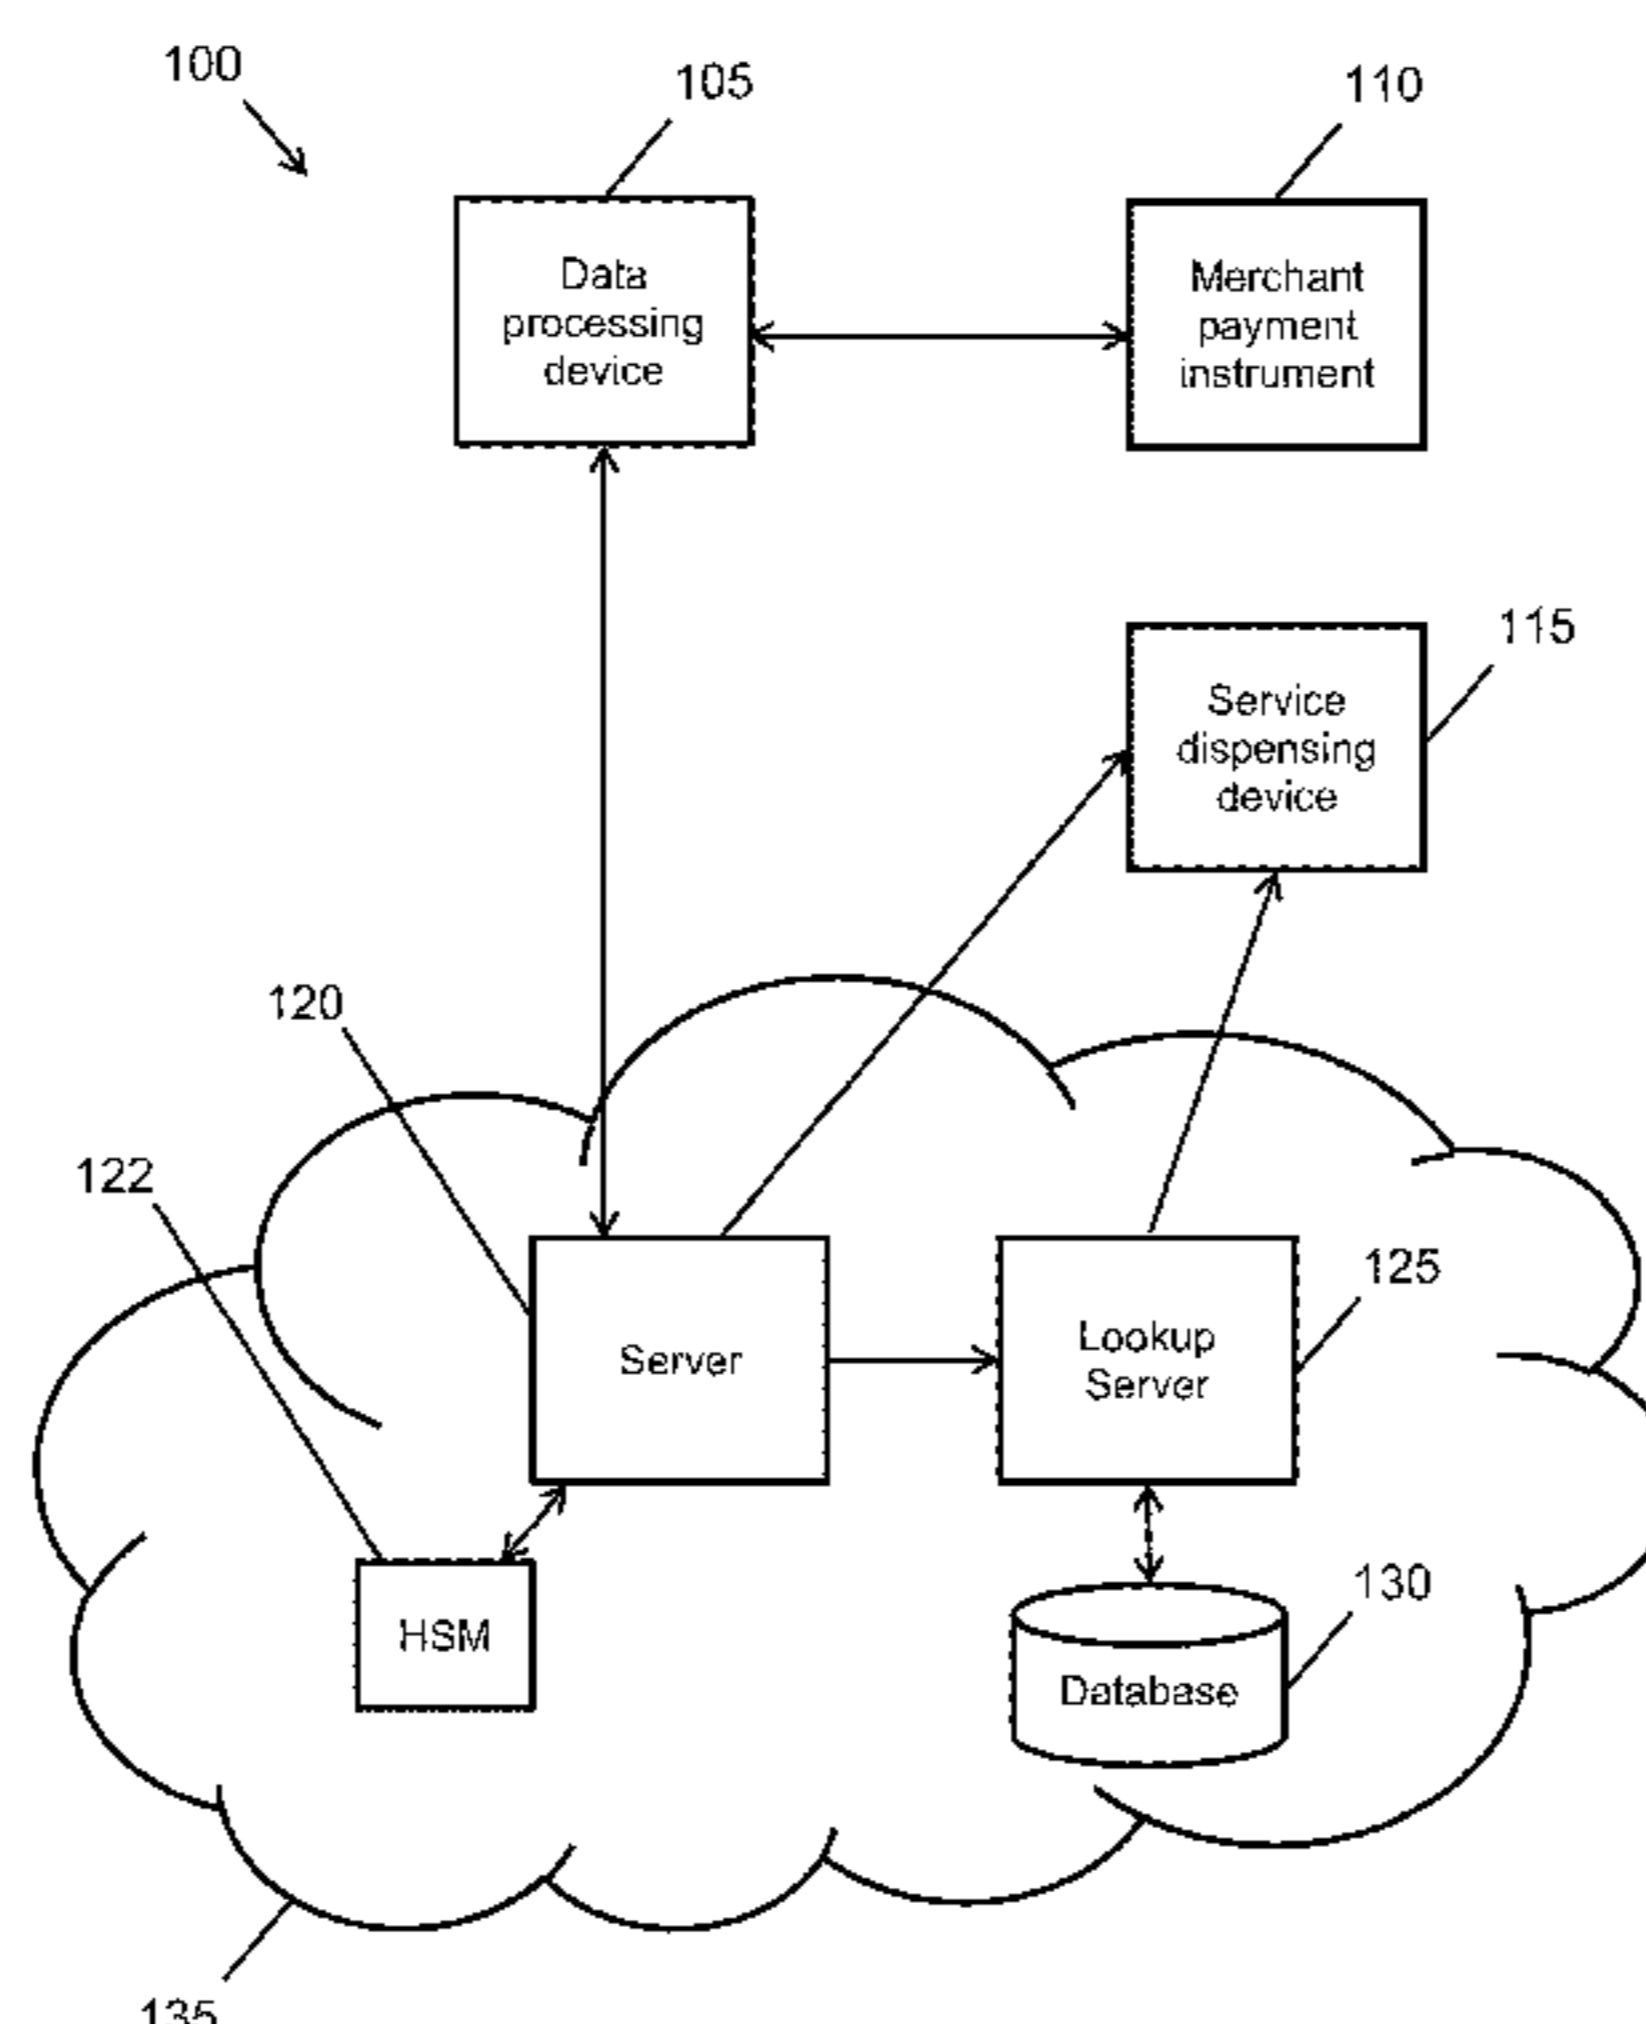 100
105
110
Data
processing
device
Merchant
payment
instrument
115
Service
dispensing
device
120
122
125
Server
Lookup
Server
130
HSM
Database
135